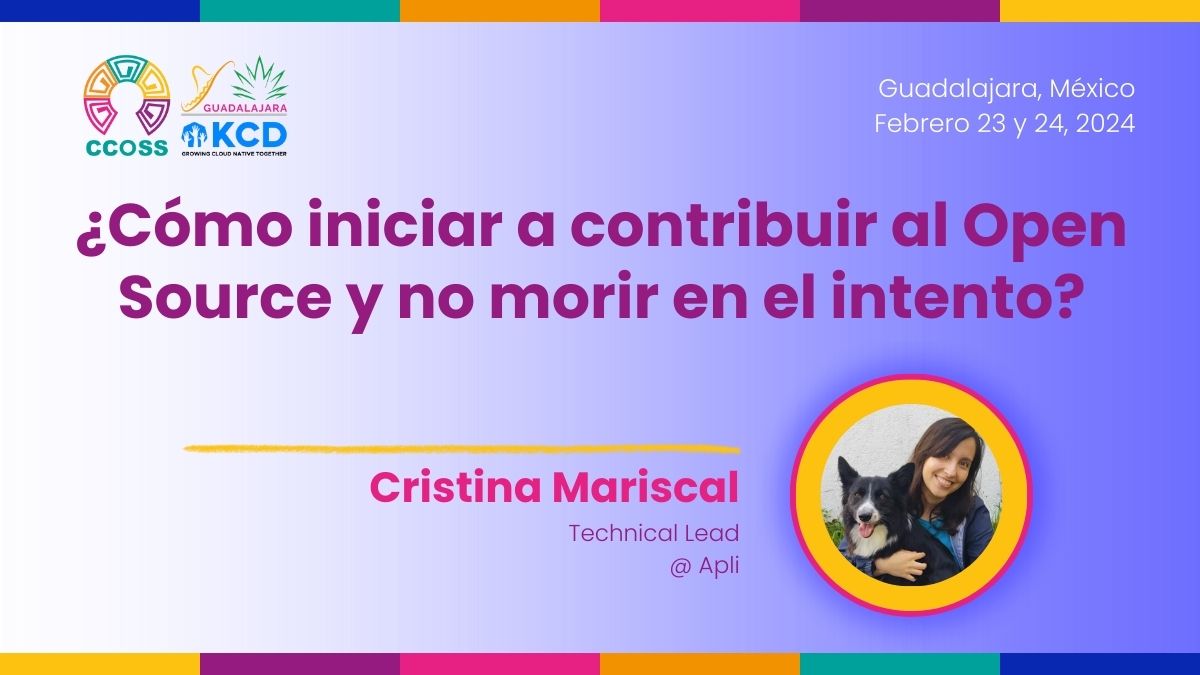 CCOSS
GUADALAJARA
KCD
GROWING CLOUD NATIVE TOGETHER
Guadalajara, México
Febrero 23 y 24, 2024
¿Cómo iniciar a contribuir al Open
Source y no morir en el intento?
Cristina Mariscal
Technical Lead
@ Apli